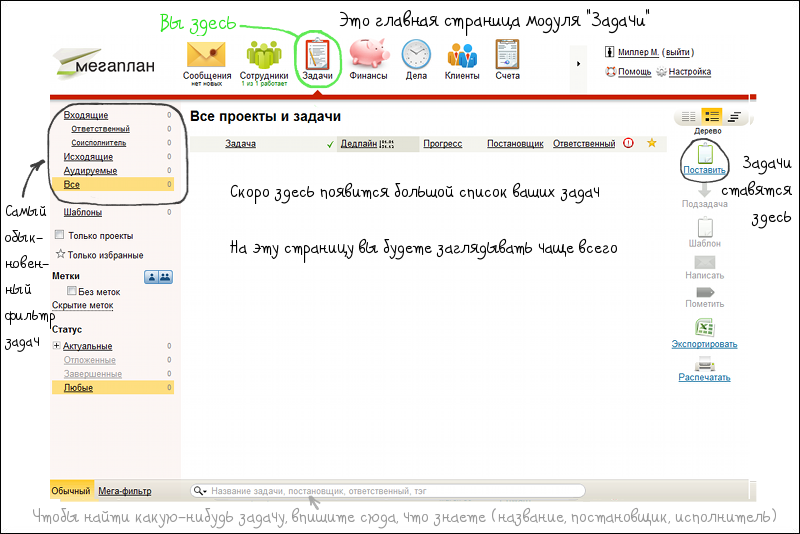 Вы здесь
Это главная страница модуля "Задачи"
мегаплан
Сообщения
нет новых
Сотрудники
1 из 1 работает
Задачи
Финансы
Дела
Клиенты
Счета
Миллер М. (выйти)
Помощь
Настройка
Входящие 0
Ответственный 0
Соисполнитель 0
Исходящие 0
Аудируемые 0
Все 0
Шаблоны 0
Только проекты
Только избранные
Метки
Без меток
Скрытие меток
Статус
Актуальные 0
Отложенные 0
Завершенные 0
Любые 0
Самый
обык-
новен-
ный
фильтр
задач
Все проекты и задачи
Задача
Дедлайн
Прогресс
Постановщик
Ответственный
Скоро здесь появится большой список ваших задач
На эту страницу вы будете заглядывать чаще всего
Дерево
Поставить
Подзадача
Шаблон
Написать
Пометить
Экспортировать
Распечатать
Задачи
ставятся
здесь
Обычный
Мега-фильтр
Название задачи, постановщик, ответственный, тэг
Чтобы найти какую-нибудь задачу, впишите сюда, что знаете (название, постановщик, исполнитель)